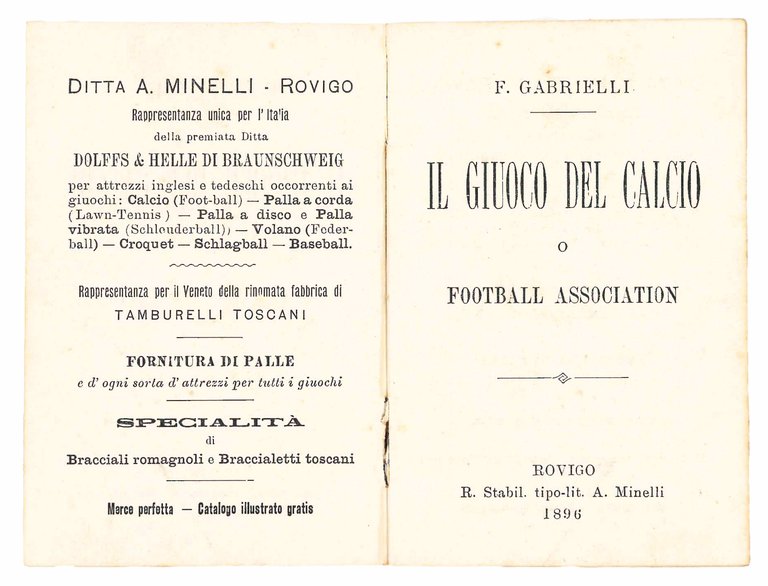 DITTA A. MINELLI - ROVIGO
Rappresentanza unica per l' Italia
della premiata Ditta
DOLFFS & HELLE DI BRAUNSCHWEIG
per attrezzi inglesi e tedeschi occorrenti ai
giuochi: Calcio (Foot-ball) — Palla a corda
(Lawn-Tennis) — Palla a disco e Palla
vibrata (Schleuderball), — Volano (Feder-
ball) — Croquet — Schlagball — Baseball.
Rappresentanza per il Veneto della rinomata fabbrica di
TAMBURELLI TOSCANI
FORNITURA DI PALLE
e d' ogni sorta d' attrezzi per tutti i giuochi
SPECIALITÀ
di
Bracciali romagnoli e Braccialetti toscani
Merce perfetta — Catalogo illustrato gratis
F. GABRIELLI
IL GIUOCO DEL CALCIO
O
FOOTBALL ASSOCIATION
ROVIGO
R. Stabil. tipo-lit. A. Minelli
1896